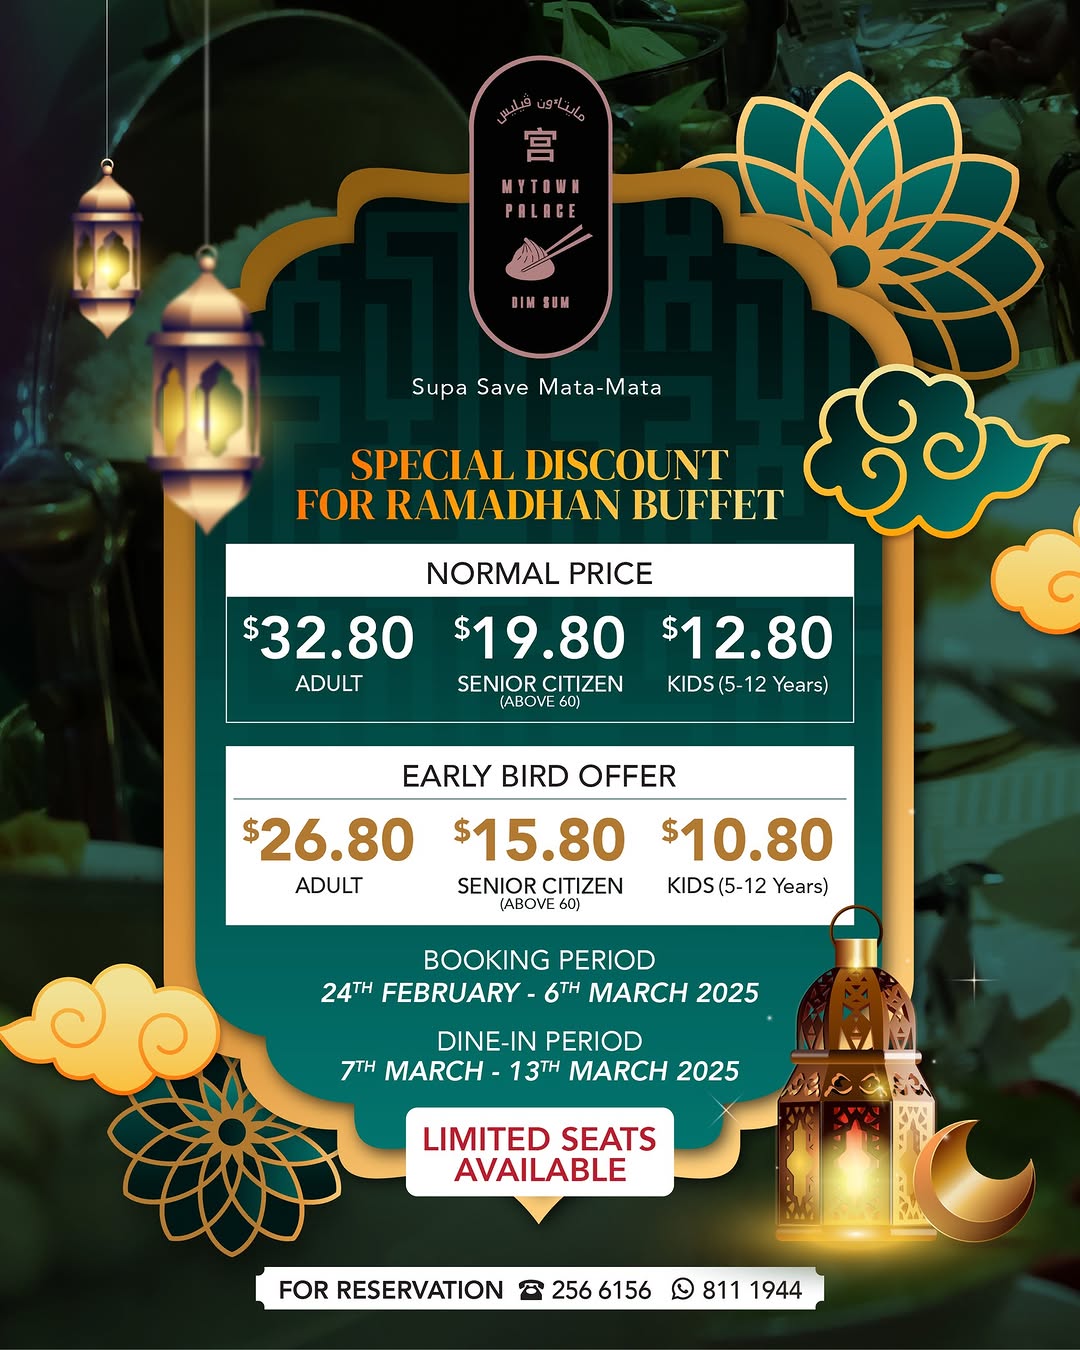 مايتاءون ڤيليس
宮
MYTOWN
PALACE
DIM SUM
Supa Save Mata-Mata
SPECIAL DISCOUNT
FOR RAMADHAN BUFFET
NORMAL PRICE
$32.80 $19.80 $12.80
ADULT SENIOR CITIZEN KIDS (5-12 Years)
(ABOVE 60)
EARLY BIRD OFFER
$26.80 $15.80 $10.80
ADULT SENIOR CITIZEN KIDS (5-12 Years)
(ABOVE 60)
BOOKING PERIOD
24TH FEBRUARY - 6TH MARCH 2025
DINE-IN PERIOD
7TH MARCH - 13TH MARCH 2025
LIMITED SEATS
AVAILABLE
FOR RESERVATION 256 6156 811 1944